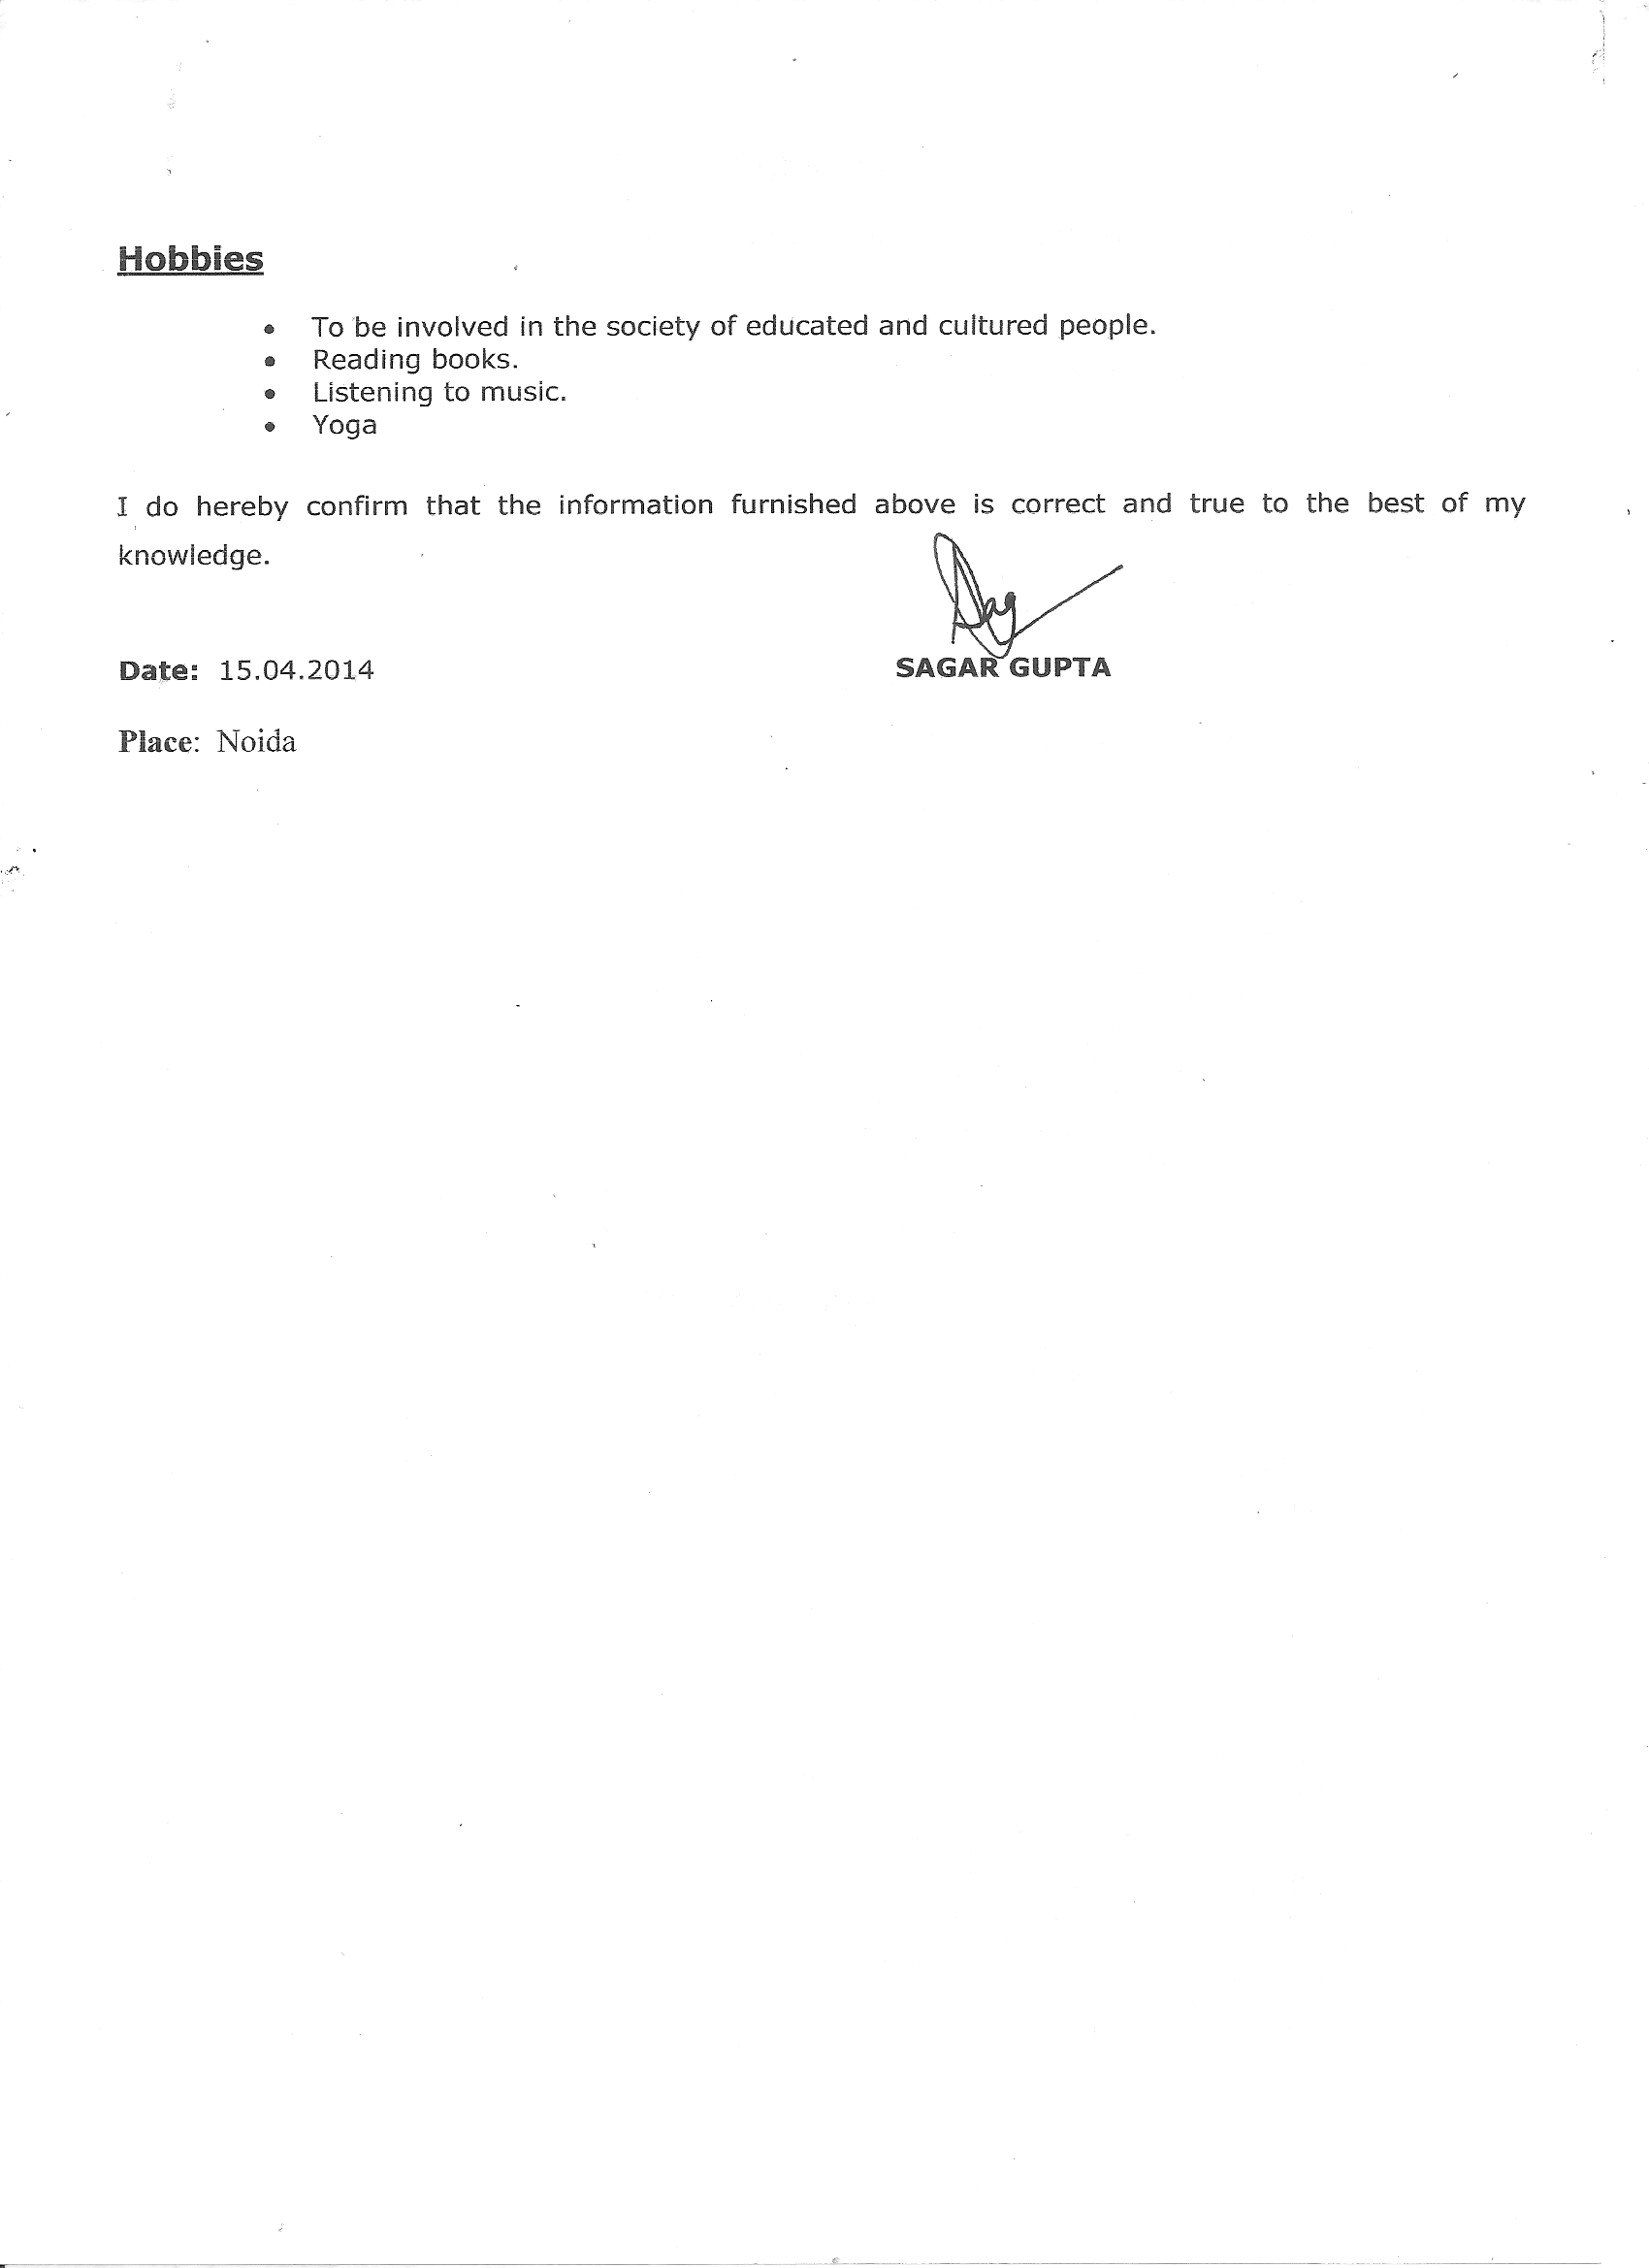 Hobbies
• To be involved in the society of educated and cultured people.
• Reading books.
• Listening to music.
• Yoga
I do hereby confirm that the information furnished above is correct and true to the best of my
knowledge.
Date: 15.04.2014 SAGAR GUPTA
Place: Noida